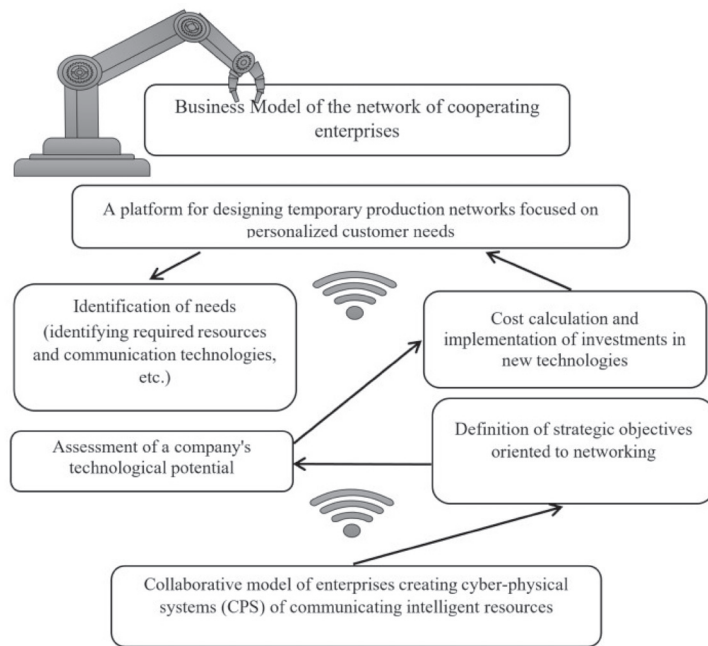 Business Model of the network of cooperating
enterprises
A platform for designing temporary production networks focused on
personalized customer needs
Identification of needs
(identifying required resources
and communication technologies,
etc.)
Cost calculation and
implementation of investments in
new technologies
Assessment of a company's
technological potential
Definition of strategic objectives
oriented to networking
Collaborative model of enterprises creating cyber-physical
systems (CPS) of communicating intelligent resources